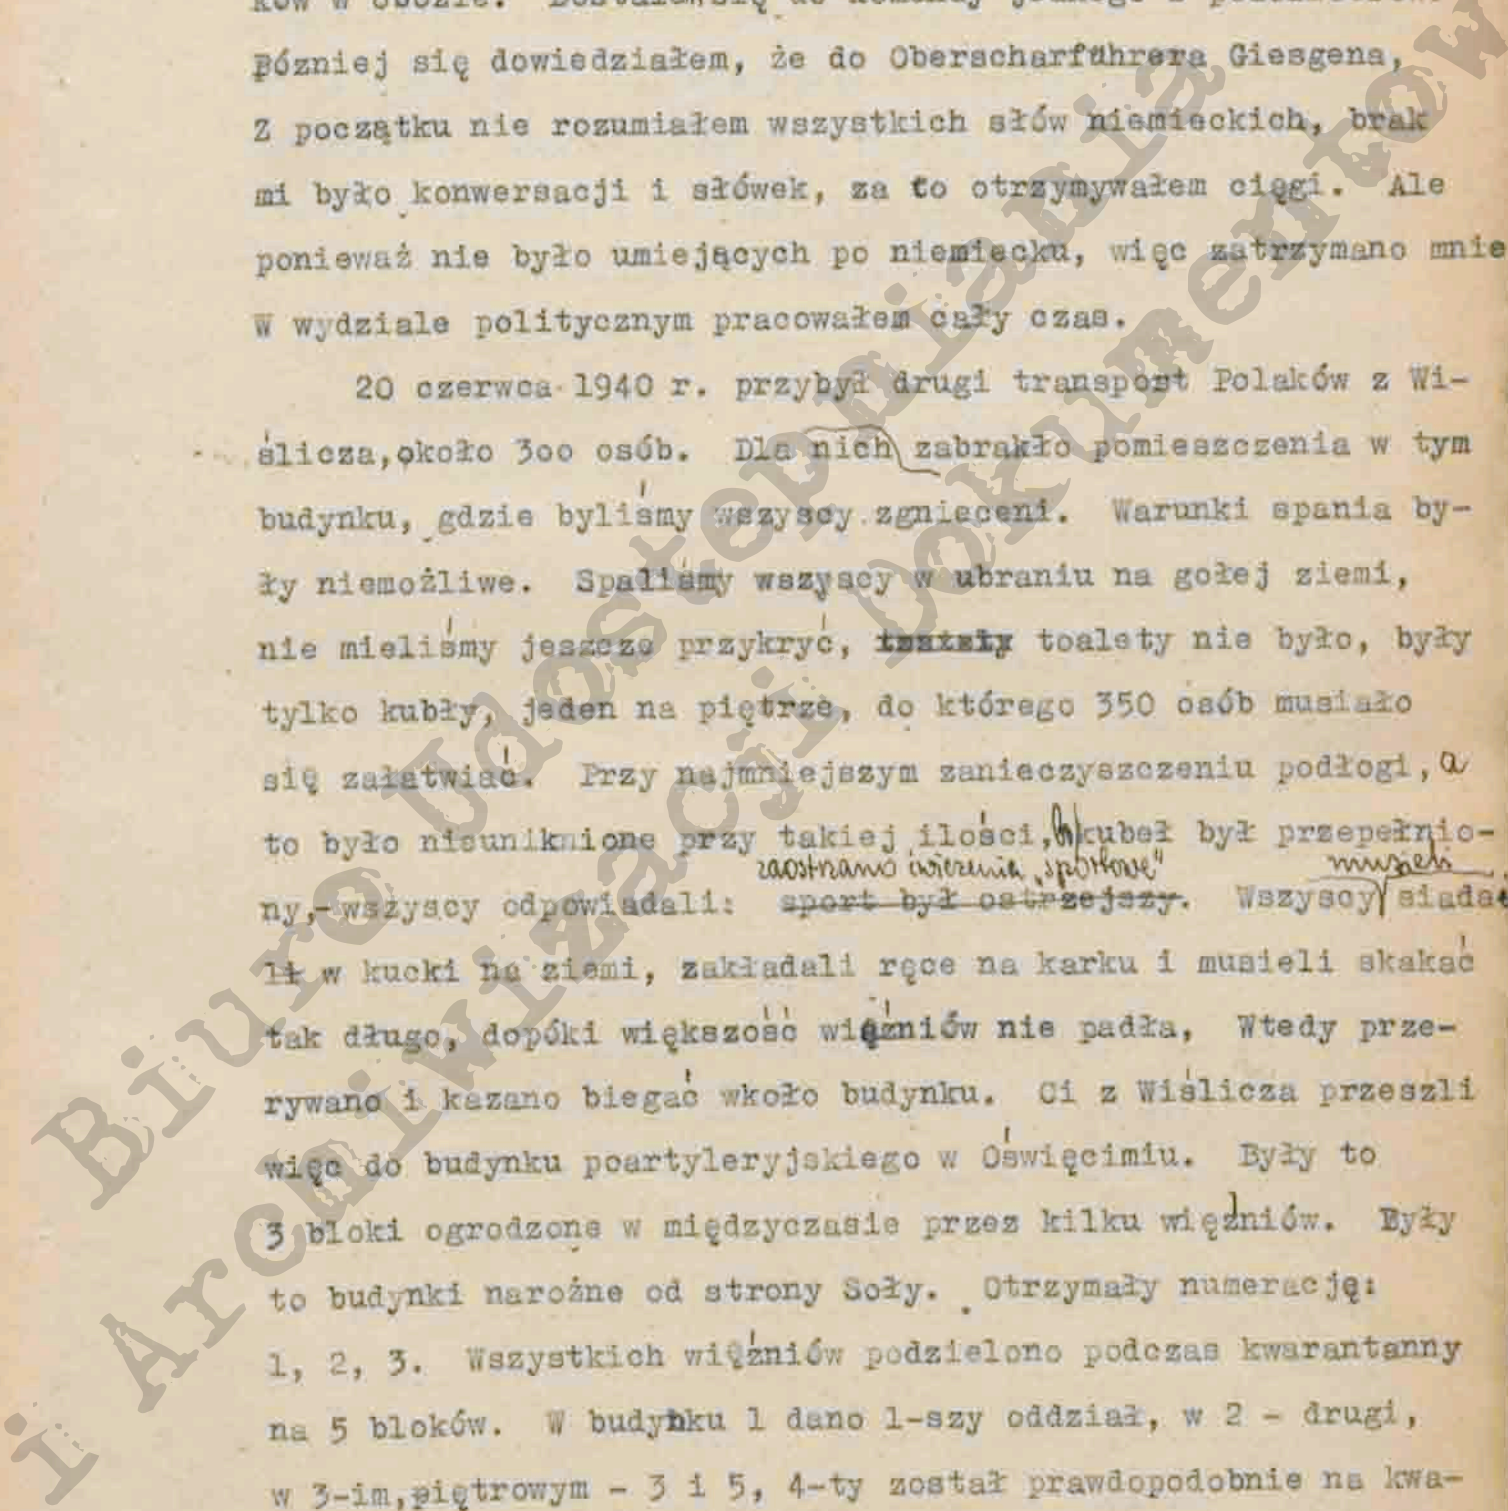 Później się dowiedziałem, że do Oberscharführera Giesgena,
Z początku nie rozumiałem wszystkich słów niemieckich, brak
mi było konwersacji i słówek, za to otrzymywałem cięgi. Ale
ponieważ nie było umiejących po niemiecku, więc zatrzymano mnie
W wydziale politycznym pracowałem cały czas.
20 czerwca 1940 r. przybył drugi transport Polaków z Wi-
ślicza, około 3oo osób. Dla nich zabrakło pomieszczenia w tym
budynku, gdzie byliśmy wszyscy zgnieceni. Warunki spania by-
ły niemożliwe. Spaliśmy wszyscy w ubraniu na gołej ziemi,
nie mieliśmy jeszcze przykryć, toalety nie było, były
tylko kubły, jeden na piętrze, do którego 350 osób musiało
się załatwiać. Przy najmniejszym zanieczyszczeniu podłogi, a
to było nieuniknione przy takiej ilości, kubeł był przepełnio-
zaostrzano ćwiczenia "sportowe" musieli
ny,- wszyscy odpowiadali: sport był ostrzejszy. Wszyscy siada
li w kucki na ziemi, zakładali ręce na karku i musieli skakać
tak długo, dopóki większość więźniów nie padła, Wtedy prze-
rywano i kazano biegać wkoło budynku. Ci z Wiślicza przeszli
więc do budynku poartyleryjskiego w Oświęcimiu. Były to
3 bloki ogrodzone w międzyczasie przez kilku więźniów. Były
to budynki narożne od strony Soły. Otrzymały numerację:
1, 2, 3. Wszystkich więźniów podzielono podczas kwarantanny
na 5 bloków. W budynku 1 dano 1-szy oddział, w 2 - drugi,
w 3-im, piętrowym - 3 i 5, 4-ty został prawdopodobnie na kwa-
Biuro Udostępniania
i Archiwizacji Dokumentów